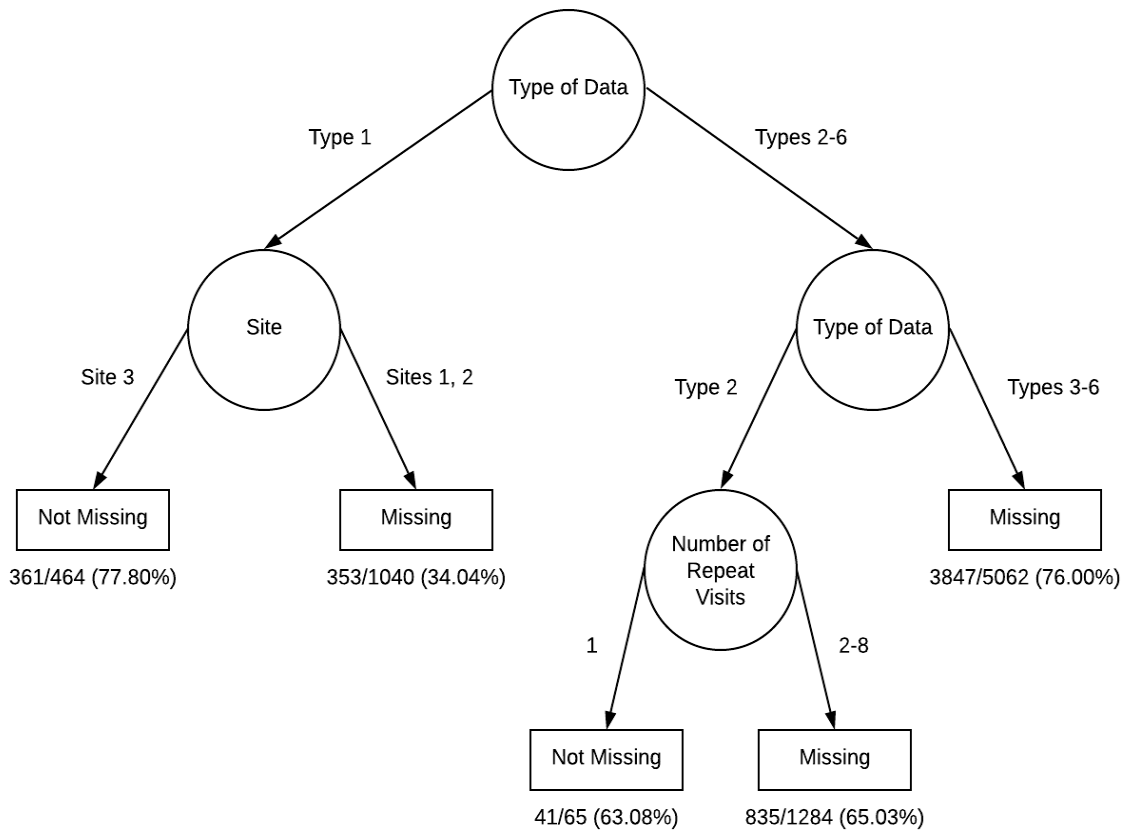 Type of Data
Type 1
Types 2-6
Site
Type of Data
Site 3
Sites 1, 2
Type 2
Types 3-6
Not Missing
Missing
Number of
Repeat
Visits
Missing
361/464 (77.80%)
353/1040 (34.04%)
3847/5062 (76.00%)
1
2-8
Not Missing
Missing
41/65 (63.08%)
835/1284 (65.03%)